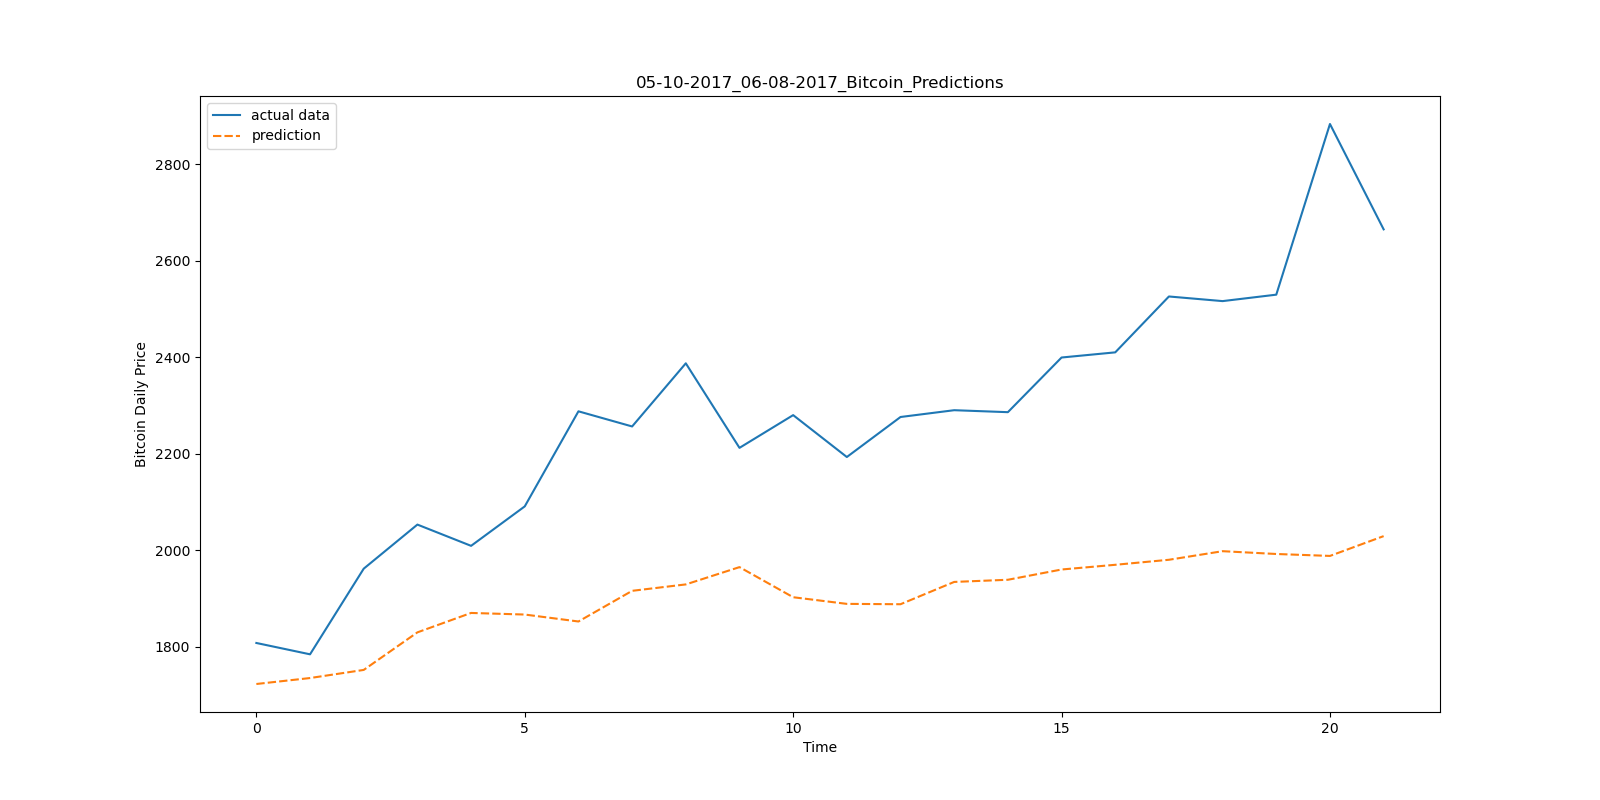 05-10-2017_06-08-2017_Bitcoin_Predictions
actual data
prediction
2800
2600
2400
2200
2000
1800
Bitcoin Daily Price
0 5 10 15 20
Time